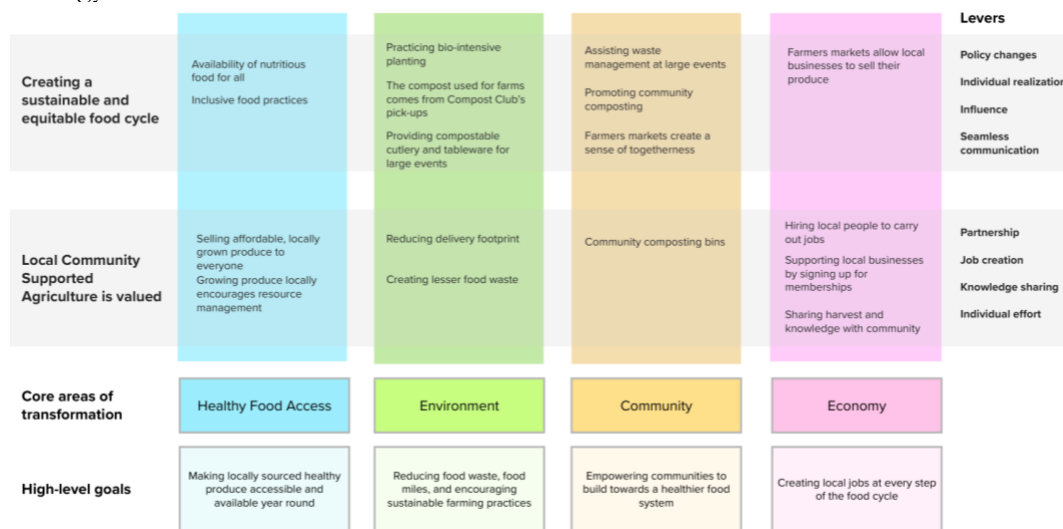 Levers
Creating a
sustainable and
equitable food cycle
Availability of nutritious
food for all
Inclusive food practices
Practicing bio-intensive
planting
The compost used for farms
comes from Compost Club's
pick-ups
Providing compostable
cutlery and tableware for
large events
Assisting waste
management at large events
Promoting community
composting
Farmers markets create a
sense of togetherness
Farmers markets allow local
businesses to sell their
produce
Policy changes
Individual realization
Influence
Seamless
communication
Local Community
Supported
Agriculture is valued
Selling affordable, locally
grown produce to
everyone
Growing produce locally
encourages resource
management
Reducing delivery footprint
Creating lesser food waste
Community composting bins
Hiring local people to carry
out jobs
Supporting local businesses
by signing up for
memberships
Sharing harvest and
knowledge with community
Partnership
Job creation
Knowledge sharing
Individual effort
Core areas of
transformation
Healthy Food Access
Environment
Community
Economy
High-level goals
Making locally sourced healthy
produce accessible and
available year round
Reducing food waste, food
miles, and encouraging
sustainable farming practices
Empowering communities to
build towards a healthier food
system
Creating local jobs at every step
of the food cycle